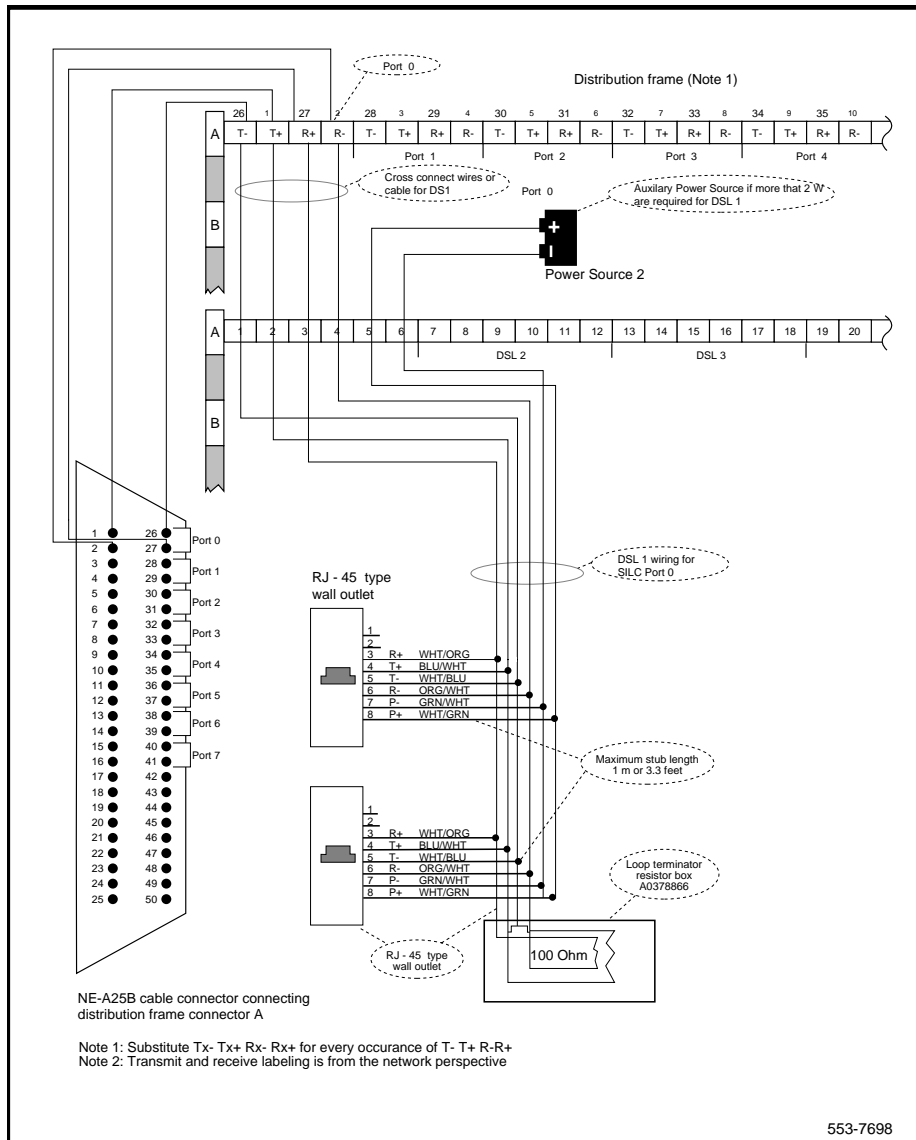 Port 0
Distribution frame (Note 1)
26 1 27 2 28 3 29 4 30 5 31 6 32 7 33 8 34 9 35 10
A T- T+ R+ R- T- T+ R+ R- T- T+ R+ R- T- T+ R+ R- T- T+ R+ R-
Port 1 Port 2 Port 3 Port 4
Cross connect wires or
cable for DS1
Port 0
Auxilary Power Source if more that 2 W
are required for DSL 1
B
+
−
Power Source 2
A 1 2 3 4 5 6 7 8 9 10 11 12 13 14 15 16 17 18 19 20
DSL 2 DSL 3
B
1 26 Port 0
2 27
3 28 Port 1
4 29
5 30 Port 2
6 31
7 32 Port 3
8 33
9 34 Port 4
10 35
11 36 Port 5
12 37
13 38 Port 6
14 39
15 40 Port 7
16 41
17 42
18 43
19 44
20 45
21 46
22 47
23 48
24 49
25 50
DSL 1 wiring for
SILC Port 0
RJ - 45 type
wall outlet
1
2
3 R+ WHT/ORG
4 T+ BLU/WHT
5 T- WHT/BLU
6 R- ORG/WHT
7 P- GRN/WHT
8 P+ WHT/GRN
Maximum stub length
1 m or 3.3 feet
1
2
3 R+ WHT/ORG
4 T+ BLU/WHT
5 T- WHT/BLU
6 R- ORG/WHT
7 P- GRN/WHT
8 P+ WHT/GRN
Loop terminator
resistor box
A0378866
RJ - 45 type
wall outlet
100 Ohm
NE-A25B cable connector connecting
distribution frame connector A
Note 1: Substitute Tx- Tx+ Rx- Rx+ for every occurance of T- T+ R-R+
Note 2: Transmit and receive labeling is from the network perspective
553-7698